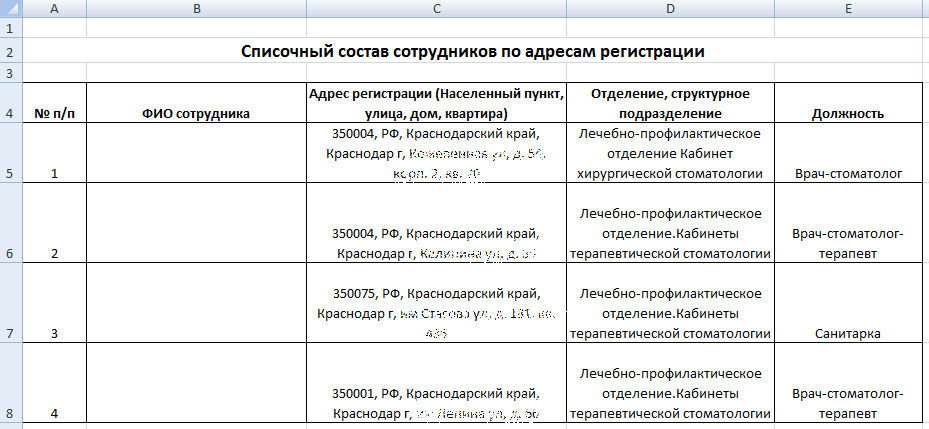 A B C D E
1
2 Списочный состав сотрудников по адресам регистрации
3
Адрес регистрации (Населенный пункт, Отделение, структурное
4 № п/п ФИО сотрудника улица, дом, квартира) подразделение Должность
350004, РФ, Краснодарский край, Лечебно-профилактическое
Краснодар г, отделение Кабинет
5 1 хирургической стоматологии Врач-стоматолог
Лечебно-профилактическое
350004, РФ, Краснодарский край, отделение.Кабинеты Врач-стоматолог-
6 2 Краснодар г, терапевтической стоматологии терапевт
350075, РФ, Краснодарский край, Лечебно-профилактическое
Краснодар г, отделение.Кабинеты
7 3 терапевтической стоматологии Санитарка
Лечебно-профилактическое
350001, РФ, Краснодарский край, отделение.Кабинеты Врач-стоматолог-
8 4 Краснодар г, терапевтической стоматологии терапевт